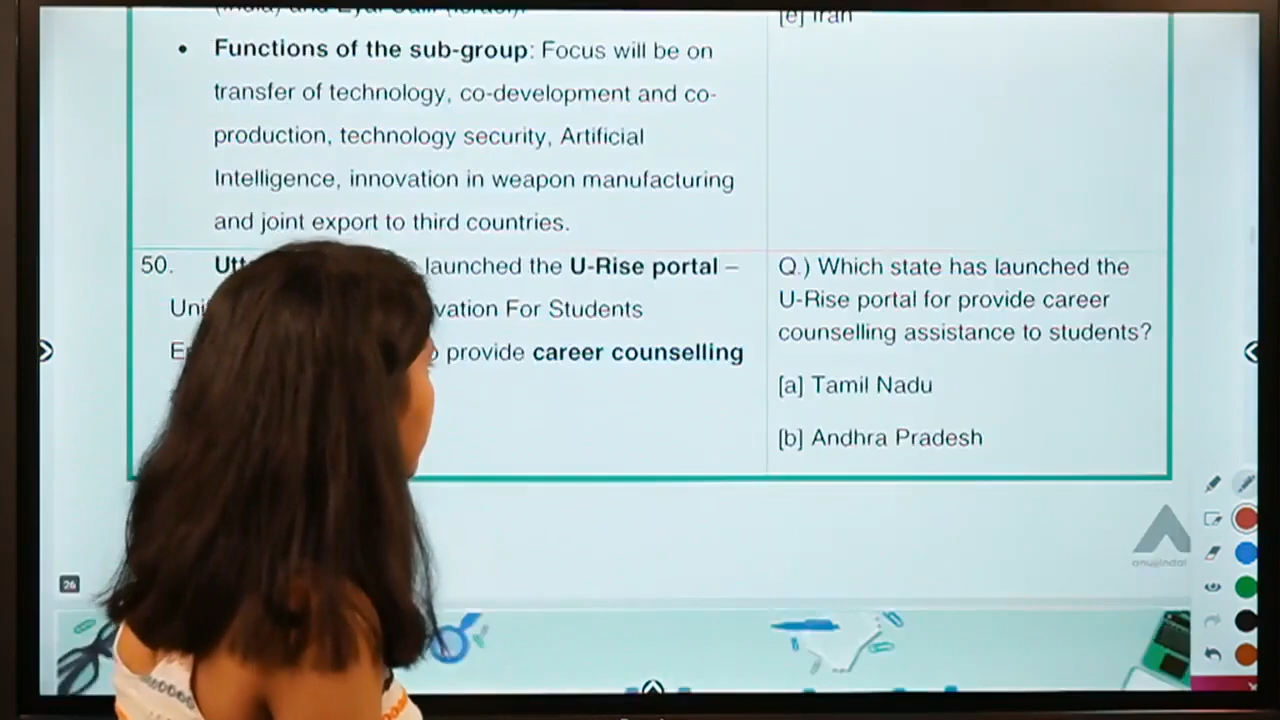 [e] Iran
• Functions of the sub-group: Focus will be on
transfer of technology, co-development and co-
production, technology security, Artificial
Intelligence, innovation in weapon manufacturing
and joint export to third countries.
50. launched the U-Rise portal –
For Students
provide career counselling
Q.) Which state has launched the
U-Rise portal for provide career
counselling assistance to students?
[a] Tamil Nadu
[b] Andhra Pradesh
anujjindal
26